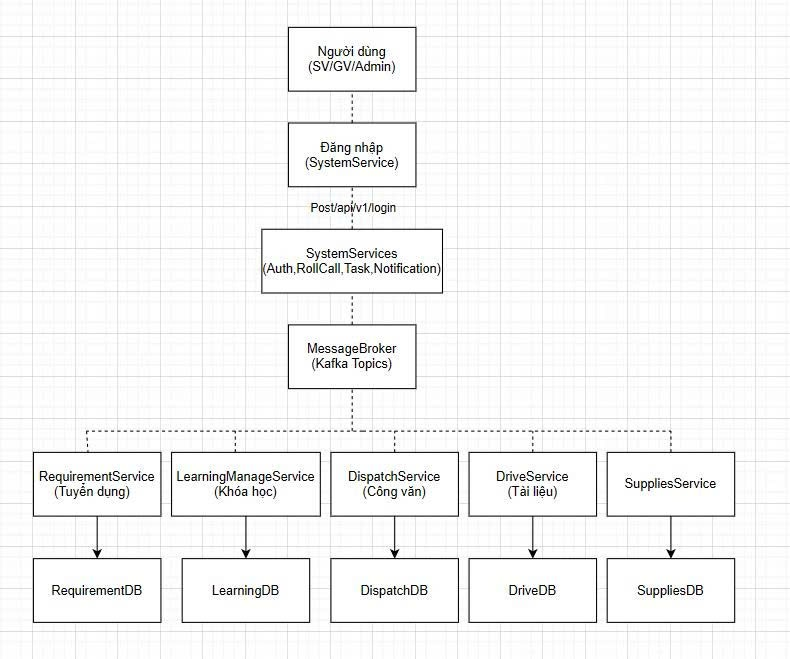 Người dùng
(SV/GV/Admin)
Đăng nhập
(SystemService)
Post/api/v1/login
SystemServices
(Auth,RollCall,Task,Notification)
MessageBroker
(Kafka Topics)
RequirementService
(Tuyển dụng)
LearningManageService
(Khóa học)
DispatchService
(Công văn)
DriveService
(Tài liệu)
SuppliesService
RequirementDB
LearningDB
DispatchDB
DriveDB
SuppliesDB